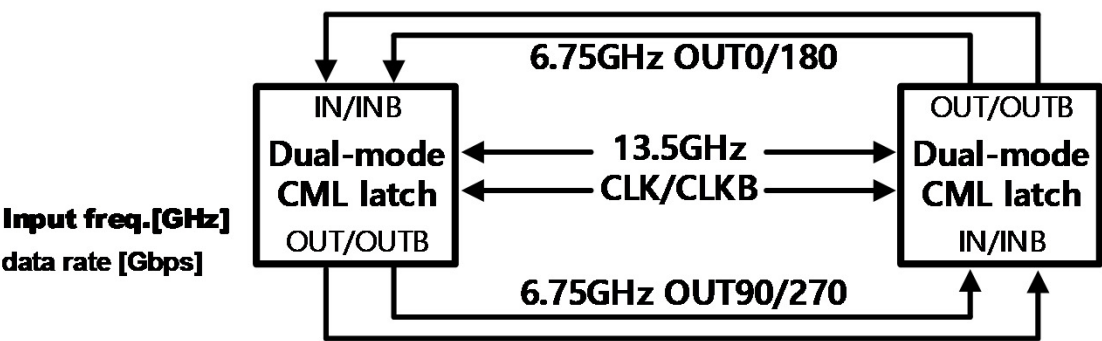 6.75GHz OUT0/180
IN/INB
Dual-mode
CML latch
OUT/OUTB
13.5GHz
CLK/CLKB
OUT/OUTB
Dual-mode
CML latch
IN/INB
Input freq.[GHz]
data rate [Gbps]
6.75GHz OUT90/270